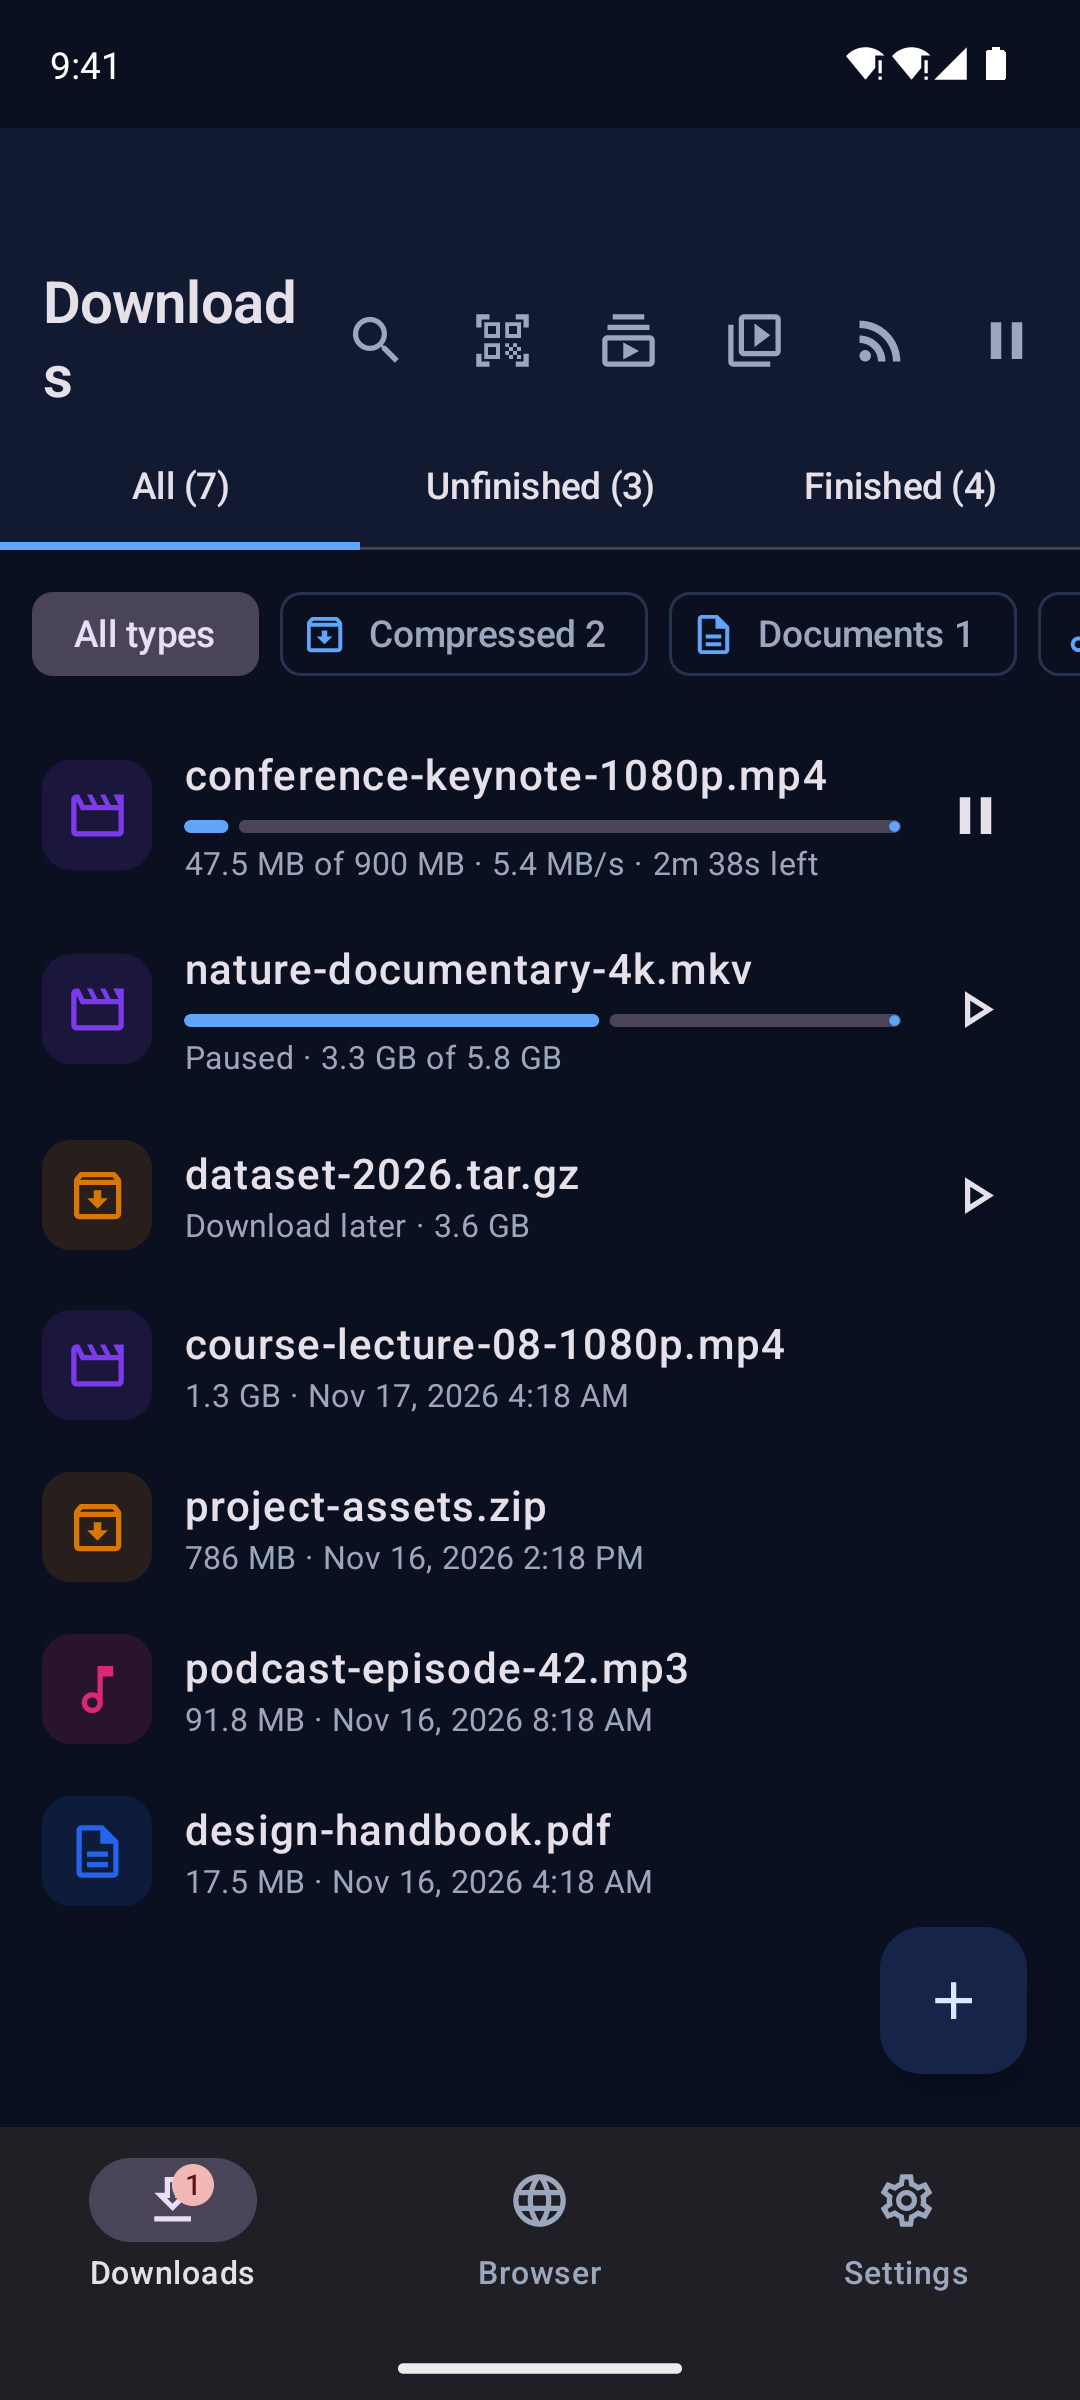 9:41
Download
s
All (7)
Unfinished (3)
Finished (4)
All types
Compressed 2
Documents 1
conference-keynote-1080p.mp4
47.5 MB of 900 MB · 5.4 MB/s · 2m 38s left
nature-documentary-4k.mkv
Paused · 3.3 GB of 5.8 GB
dataset-2026.tar.gz
Download later · 3.6 GB
course-lecture-08-1080p.mp4
1.3 GB · Nov 17, 2026 4:18 AM
project-assets.zip
786 MB · Nov 16, 2026 2:18 PM
podcast-episode-42.mp3
91.8 MB · Nov 16, 2026 8:18 AM
design-handbook.pdf
17.5 MB · Nov 16, 2026 4:18 AM
1
Downloads
Browser
Settings